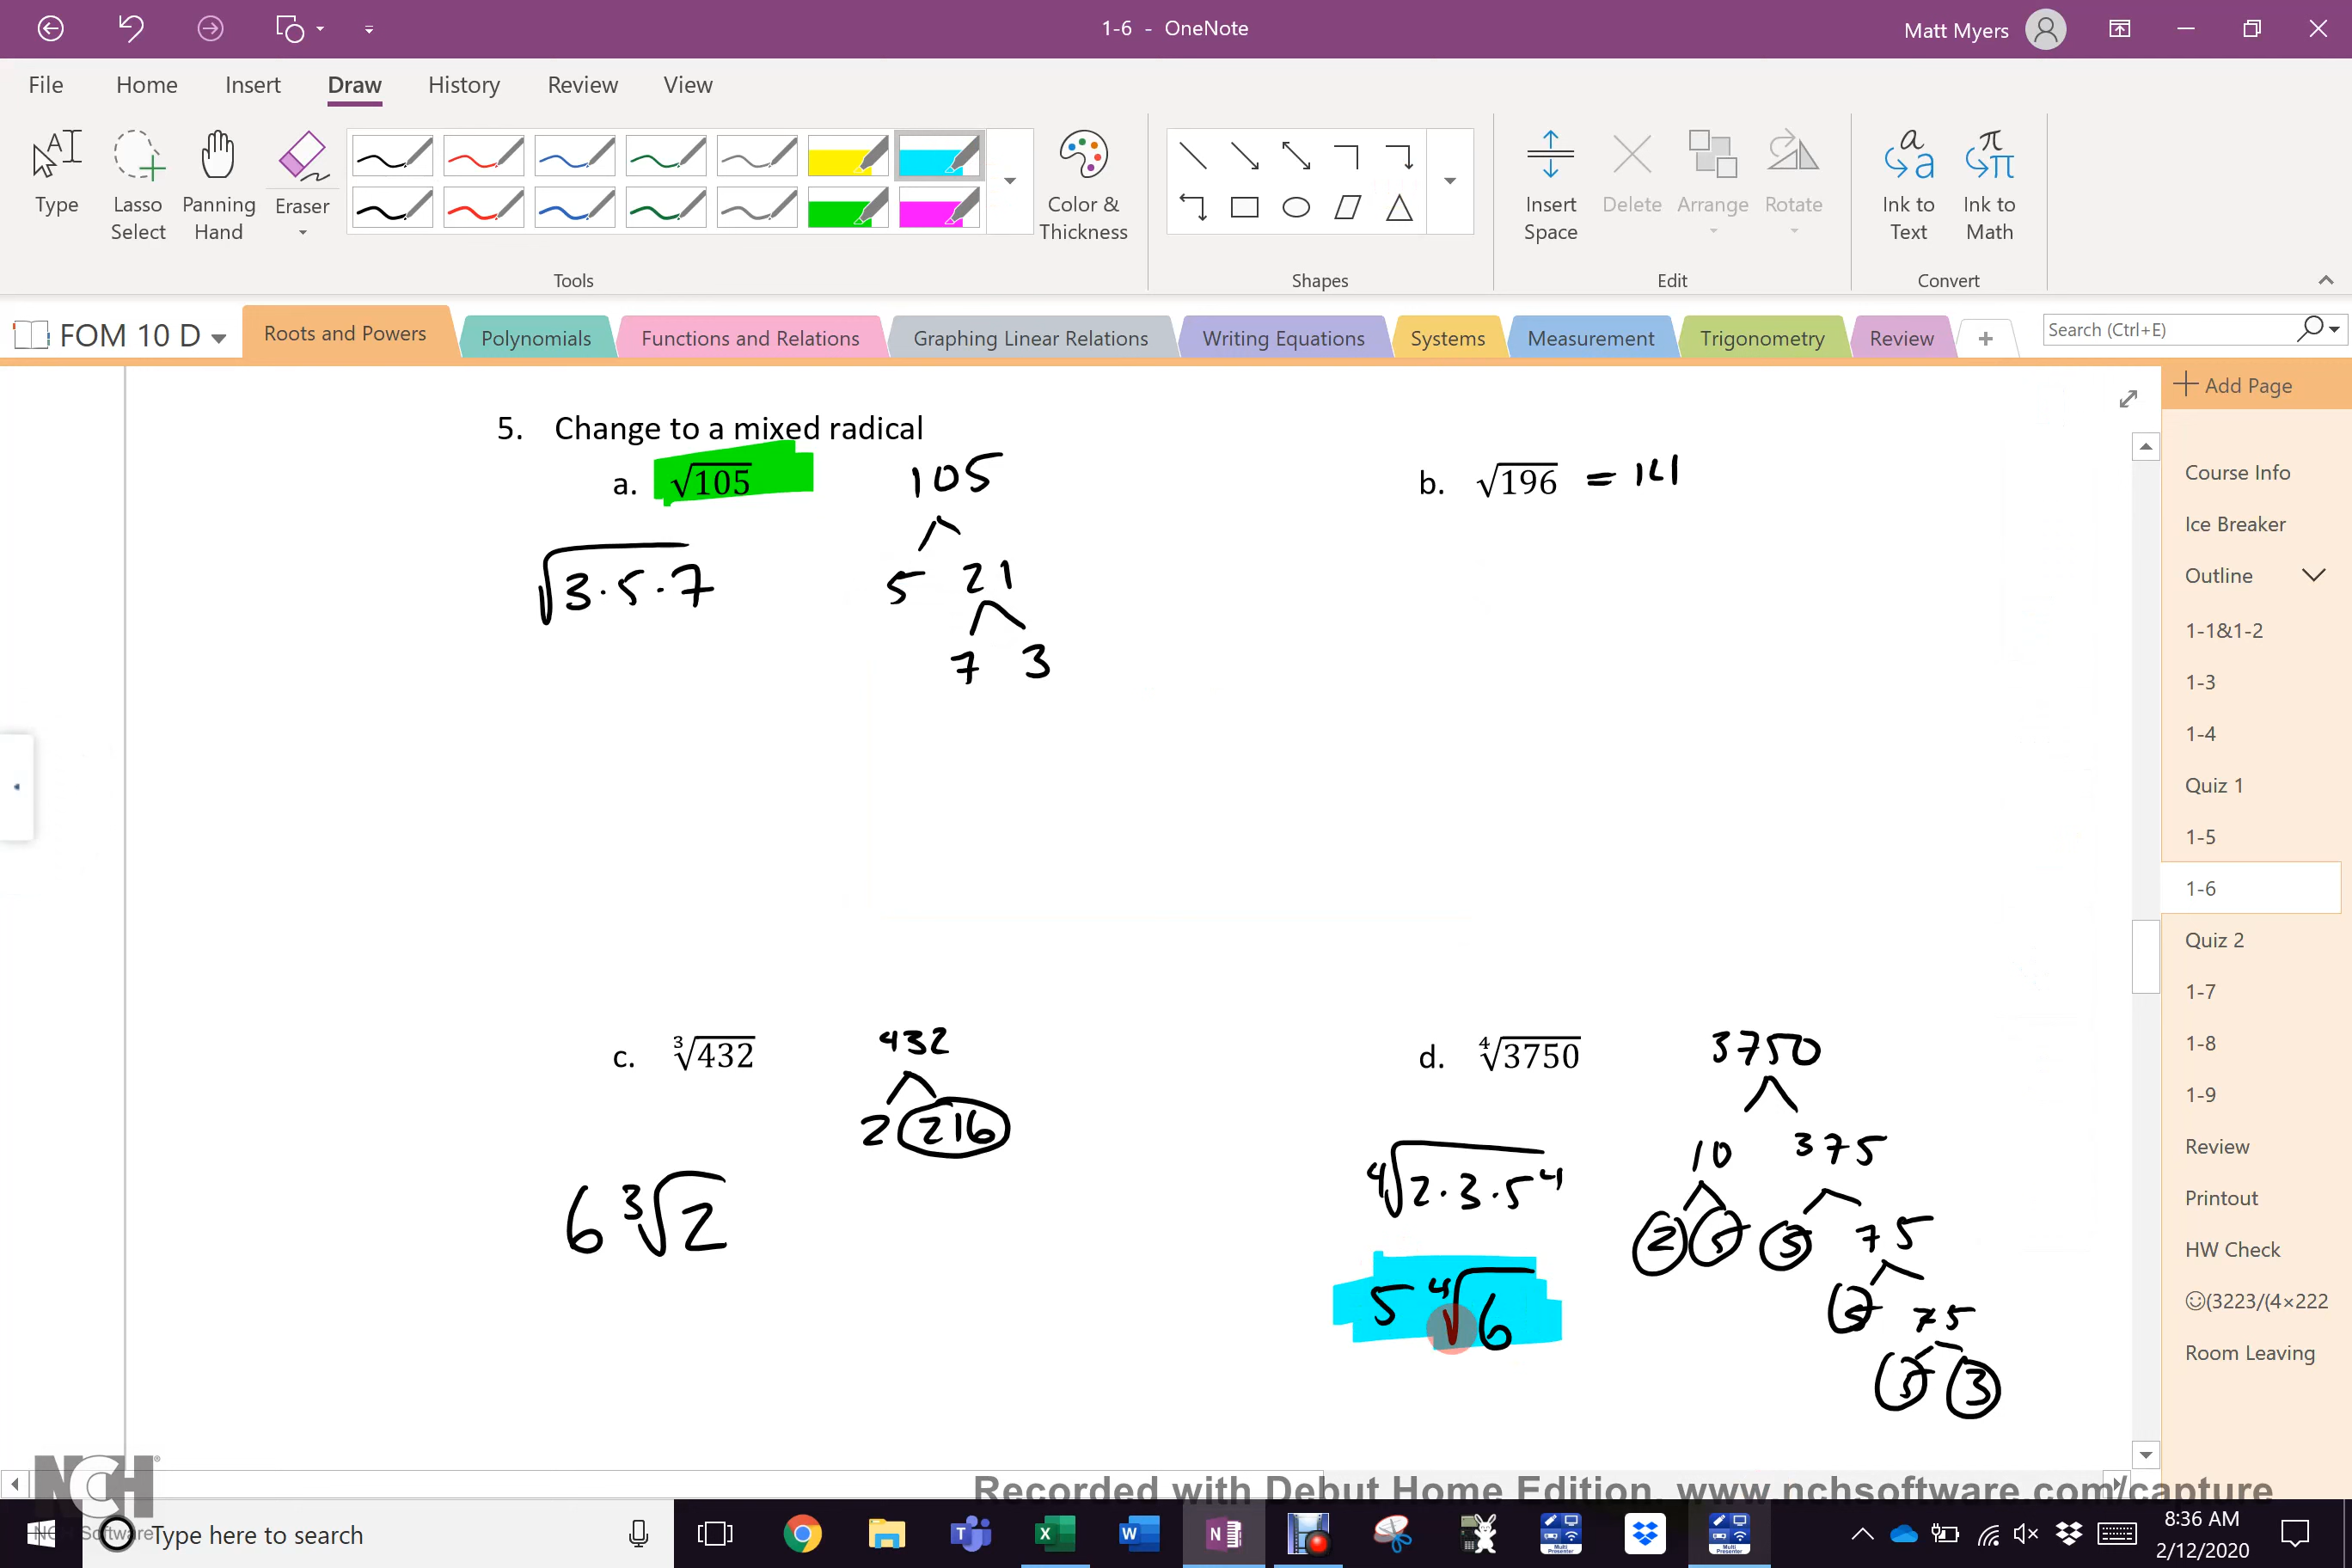 1-6 - OneNote
Matt Myers
File Home Insert Draw History Review View
Type
Lasso Select
Panning Hand
Eraser
Color & Thickness
Insert Space
Delete
Arrange
Rotate
Ink to Text
Ink to Math
Tools
Shapes
Edit
Convert
FOM 10 D
Roots and Powers
Polynomials
Functions and Relations
Graphing Linear Relations
Writing Equations
Systems
Measurement
Trigonometry
Review
Search (Ctrl+E)
Add Page
Course Info
Ice Breaker
Outline
1-1&1-2
1-3
1-4
Quiz 1
1-5
1-6
Quiz 2
1-7
1-8
1-9
Review
Printout
HW Check
☺(3223/(4×222
Room Leaving
5. Change to a mixed radical
a. √105
105
5 21
7 3
√3·5·7
b. √196 = 14
c. ∛432
432
2 216
6 ∛2
d. ∜3750
3750
10 375
2 5 5 75
75
3
∜2·3·5⁴
5 ∜6
NCH
NCH Software
Recorded with Debut Home Edition. www.nchsoftware.com/capture
Type here to search
8:36 AM
2/12/2020